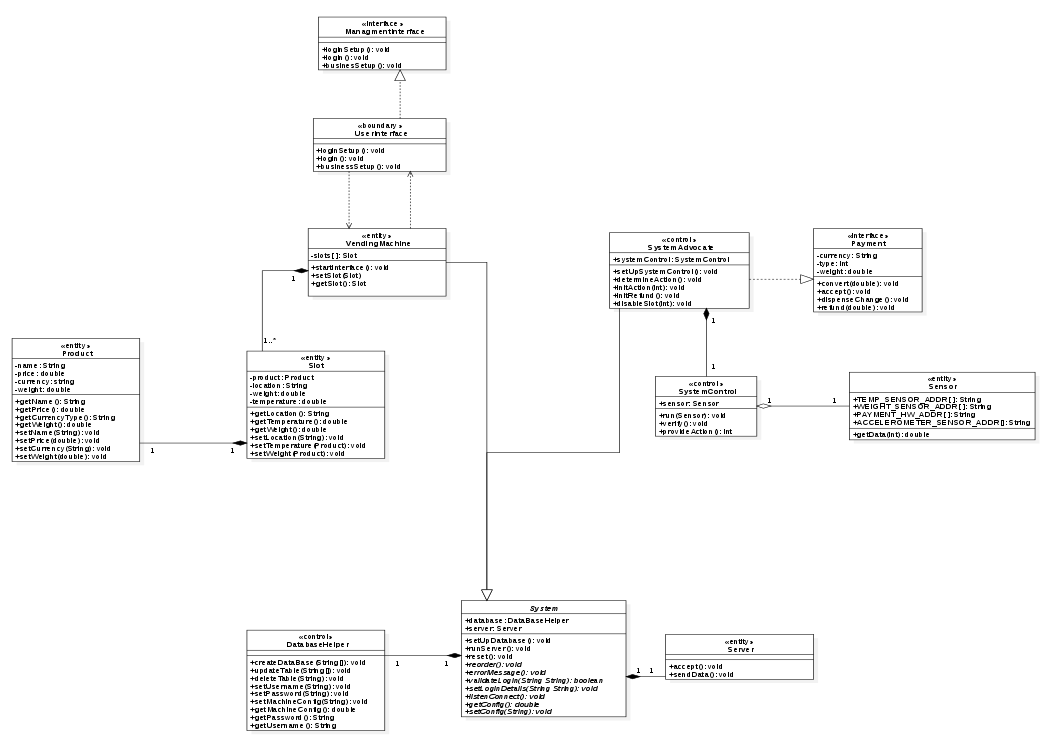 «interface»
ManagmentInterface
+loginSetup(): void
+login(): void
+businesSetup(): void
«boundary»
UserInterface
+loginSetup(): void
+login(): void
+businessSetup(): void
«entity»
VendingMachine
-slots[]: Slot
+startInterface(): void
+setSlot(Slot)
+getSlot(): Slot
1
1..*
«control»
SystemAdvocate
+systemControl: SystemControl
+setUpSystemControl(): void
+determineAction(): void
+initAction(int): void
+initRefund(): void
+disableSlot(int): void
1
1
«interface»
Payment
-currency: String
-type: int
-weight: double
+convert(double): void
+accept(): void
+dispenseChange(): void
+refund(double): void
«entity»
Product
-name: String
-price: double
-currency: string
-weight: double
+getName(): String
+getPrice(): double
+getCurrencyType(): String
+getWeight(): double
+setName(String): void
+setPrice(double): void
+setCurrency(String): void
+setWeight(double): void
1
1
«entity»
Slot
-product: Product
-location: String
-weight: double
-temperature: double
+getLocation(): String
+getTemperature(): double
+getWeight(): double
+setLocation(String): void
+setTemperature(Product): void
+setWeight(Product): void
«control»
SystemControl
+sensor: Sensor
+run(Sensor): void
+verify(): void
+provideAction(): int
1
1
«entity»
Sensor
+TEMP_SENSOR_ADDR[]: String
+WEIGHT_SENSOR_ADDR[]: String
+PAYMENT_HW_ADDR[]: String
+ACCELEROMETER_SENSOR_ADDR[]: String
+getData(int): double
System
+database: DataBaseHelper
+server: Server
+setUpDatabase(): void
+runServer(): void
+reset(): void
+reorder(): void
+errorMessage(): void
+validateLogin(String String): boolean
+setLoginDetails(String String): void
+listenConnect(): void
+getConfig(): double
+setConfig(String): void
«control»
DatabaseHelper
+createDataBase(String[]): void
+updateTable(String[]): void
+deleteTable(String): void
+setUsername(String): void
+setPassword(String): void
+setMachineConfig(String): void
+getMachineConfig(): double
+getPassword(): String
+getUsername(): String
1
1
1
1
«entity»
Server
+accept(): void
+sendData(): void